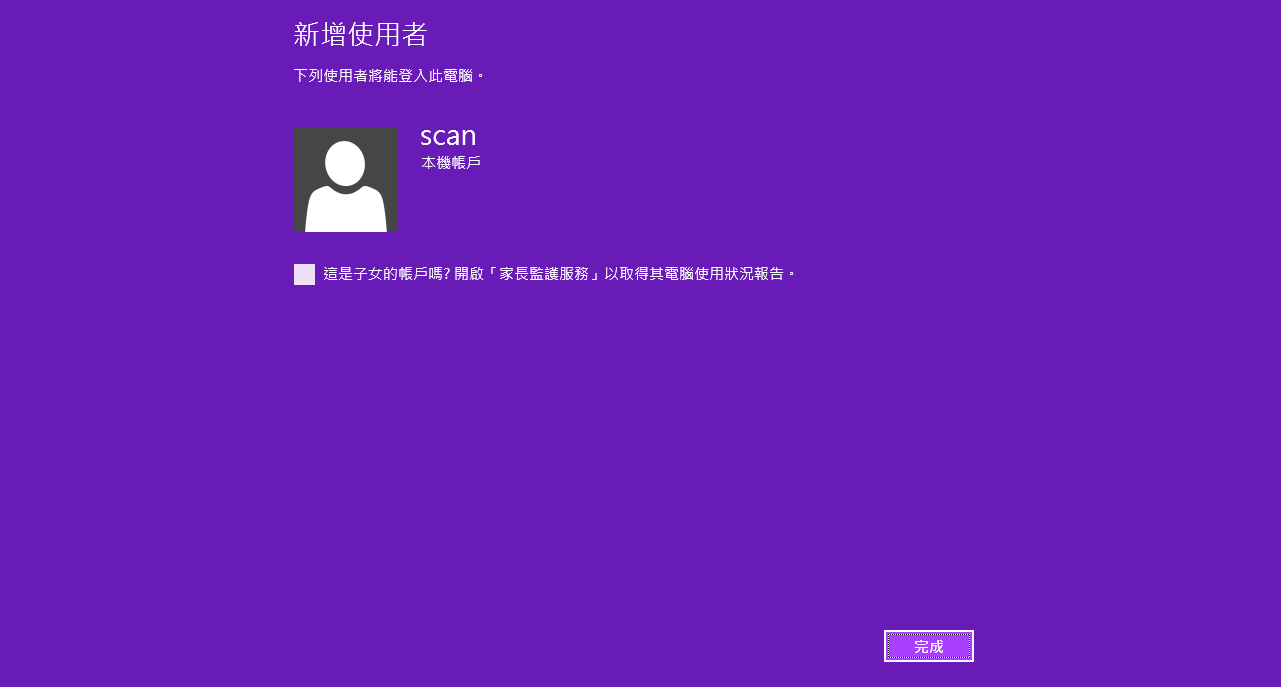 新增使用者
下列使用者將能登入此電腦。
scan
本機帳戶
這是子女的帳戶嗎? 開啟「家長監護服務」以取得其電腦使用狀況報告。
完成